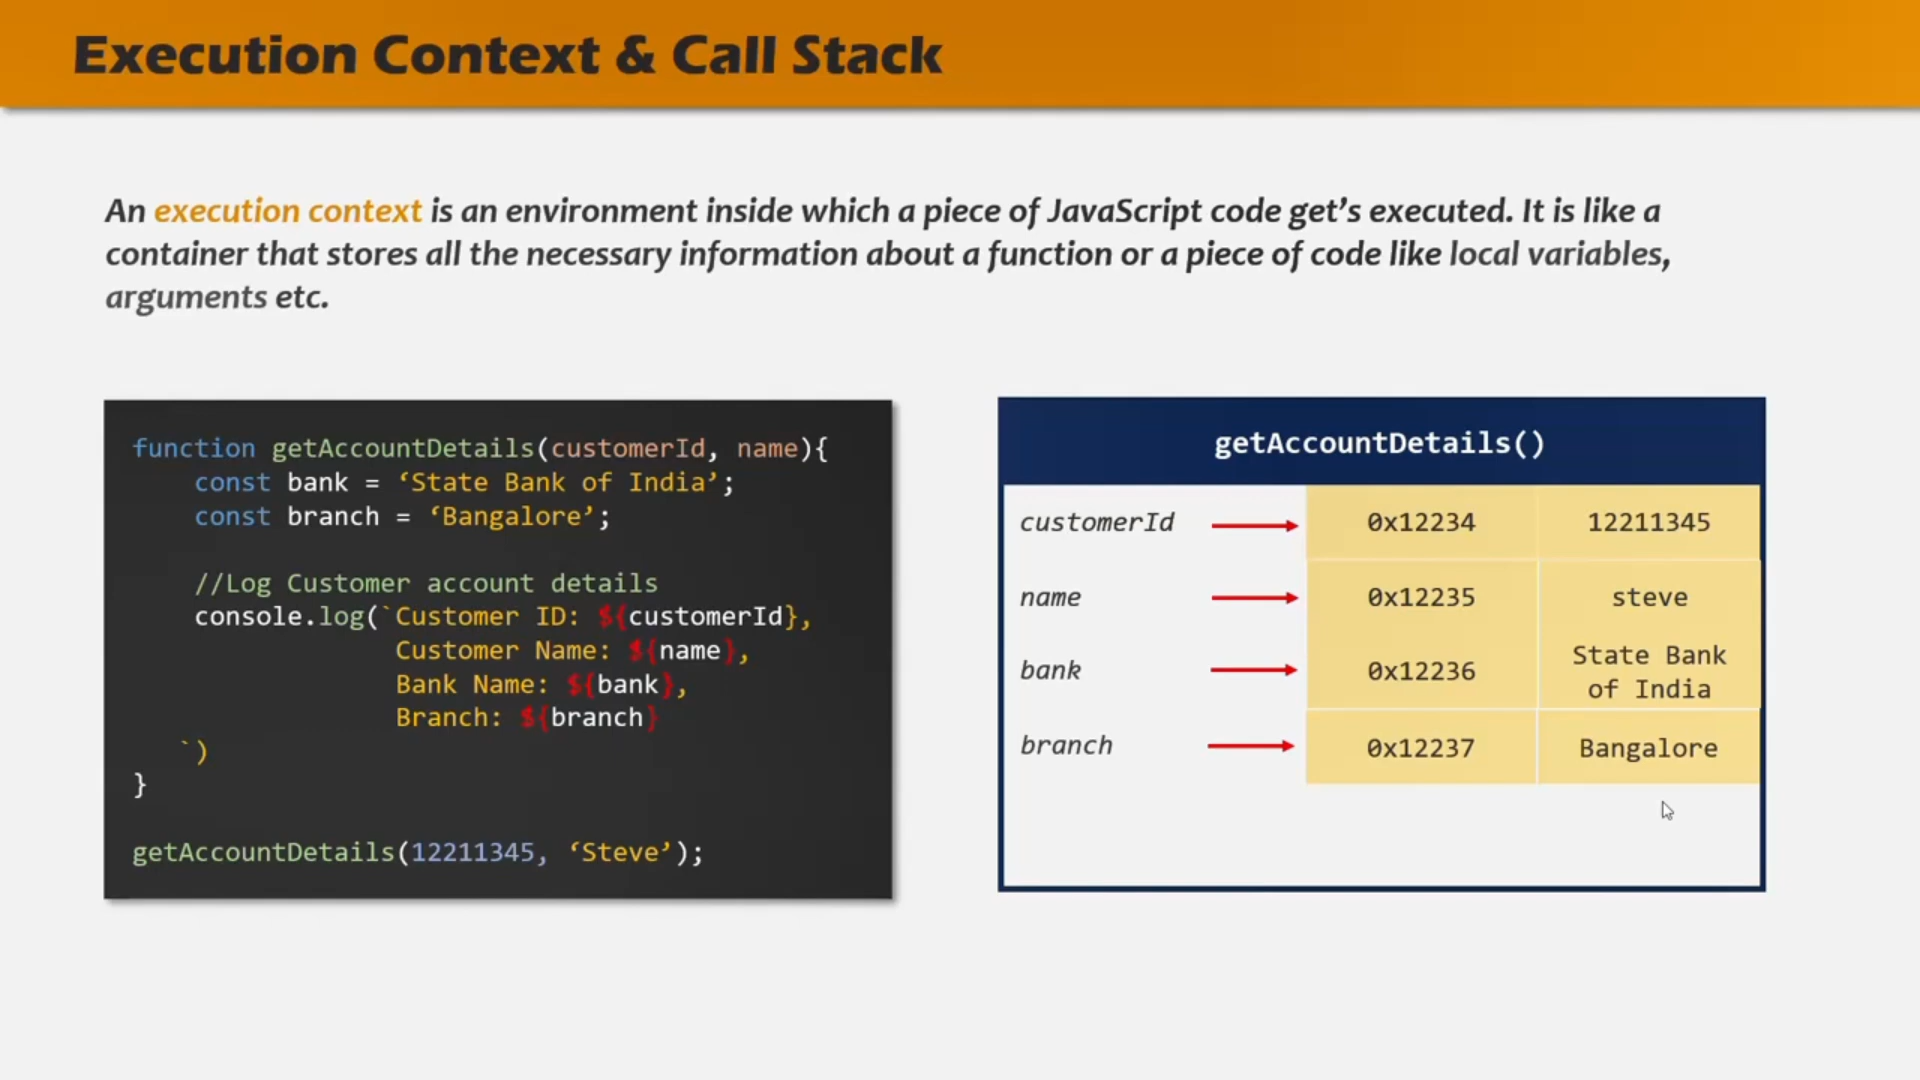 Execution Context & Call Stack
An execution context is an environment inside which a piece of JavaScript code get’s executed. It is like a
container that stores all the necessary information about a function or a piece of code like local variables,
arguments etc.
function getAccountDetails(customerId, name){
const bank = ‘State Bank of India’;
const branch = ‘Bangalore’;
//Log Customer account details
console.log(`Customer ID: ${customerId},
Customer Name: ${name},
Bank Name: ${bank},
Branch: ${branch}
`)
}
getAccountDetails(12211345, ‘Steve’);
getAccountDetails()
customerId 0x12234 12211345
name 0x12235 steve
bank 0x12236 State Bank
of India
branch 0x12237 Bangalore